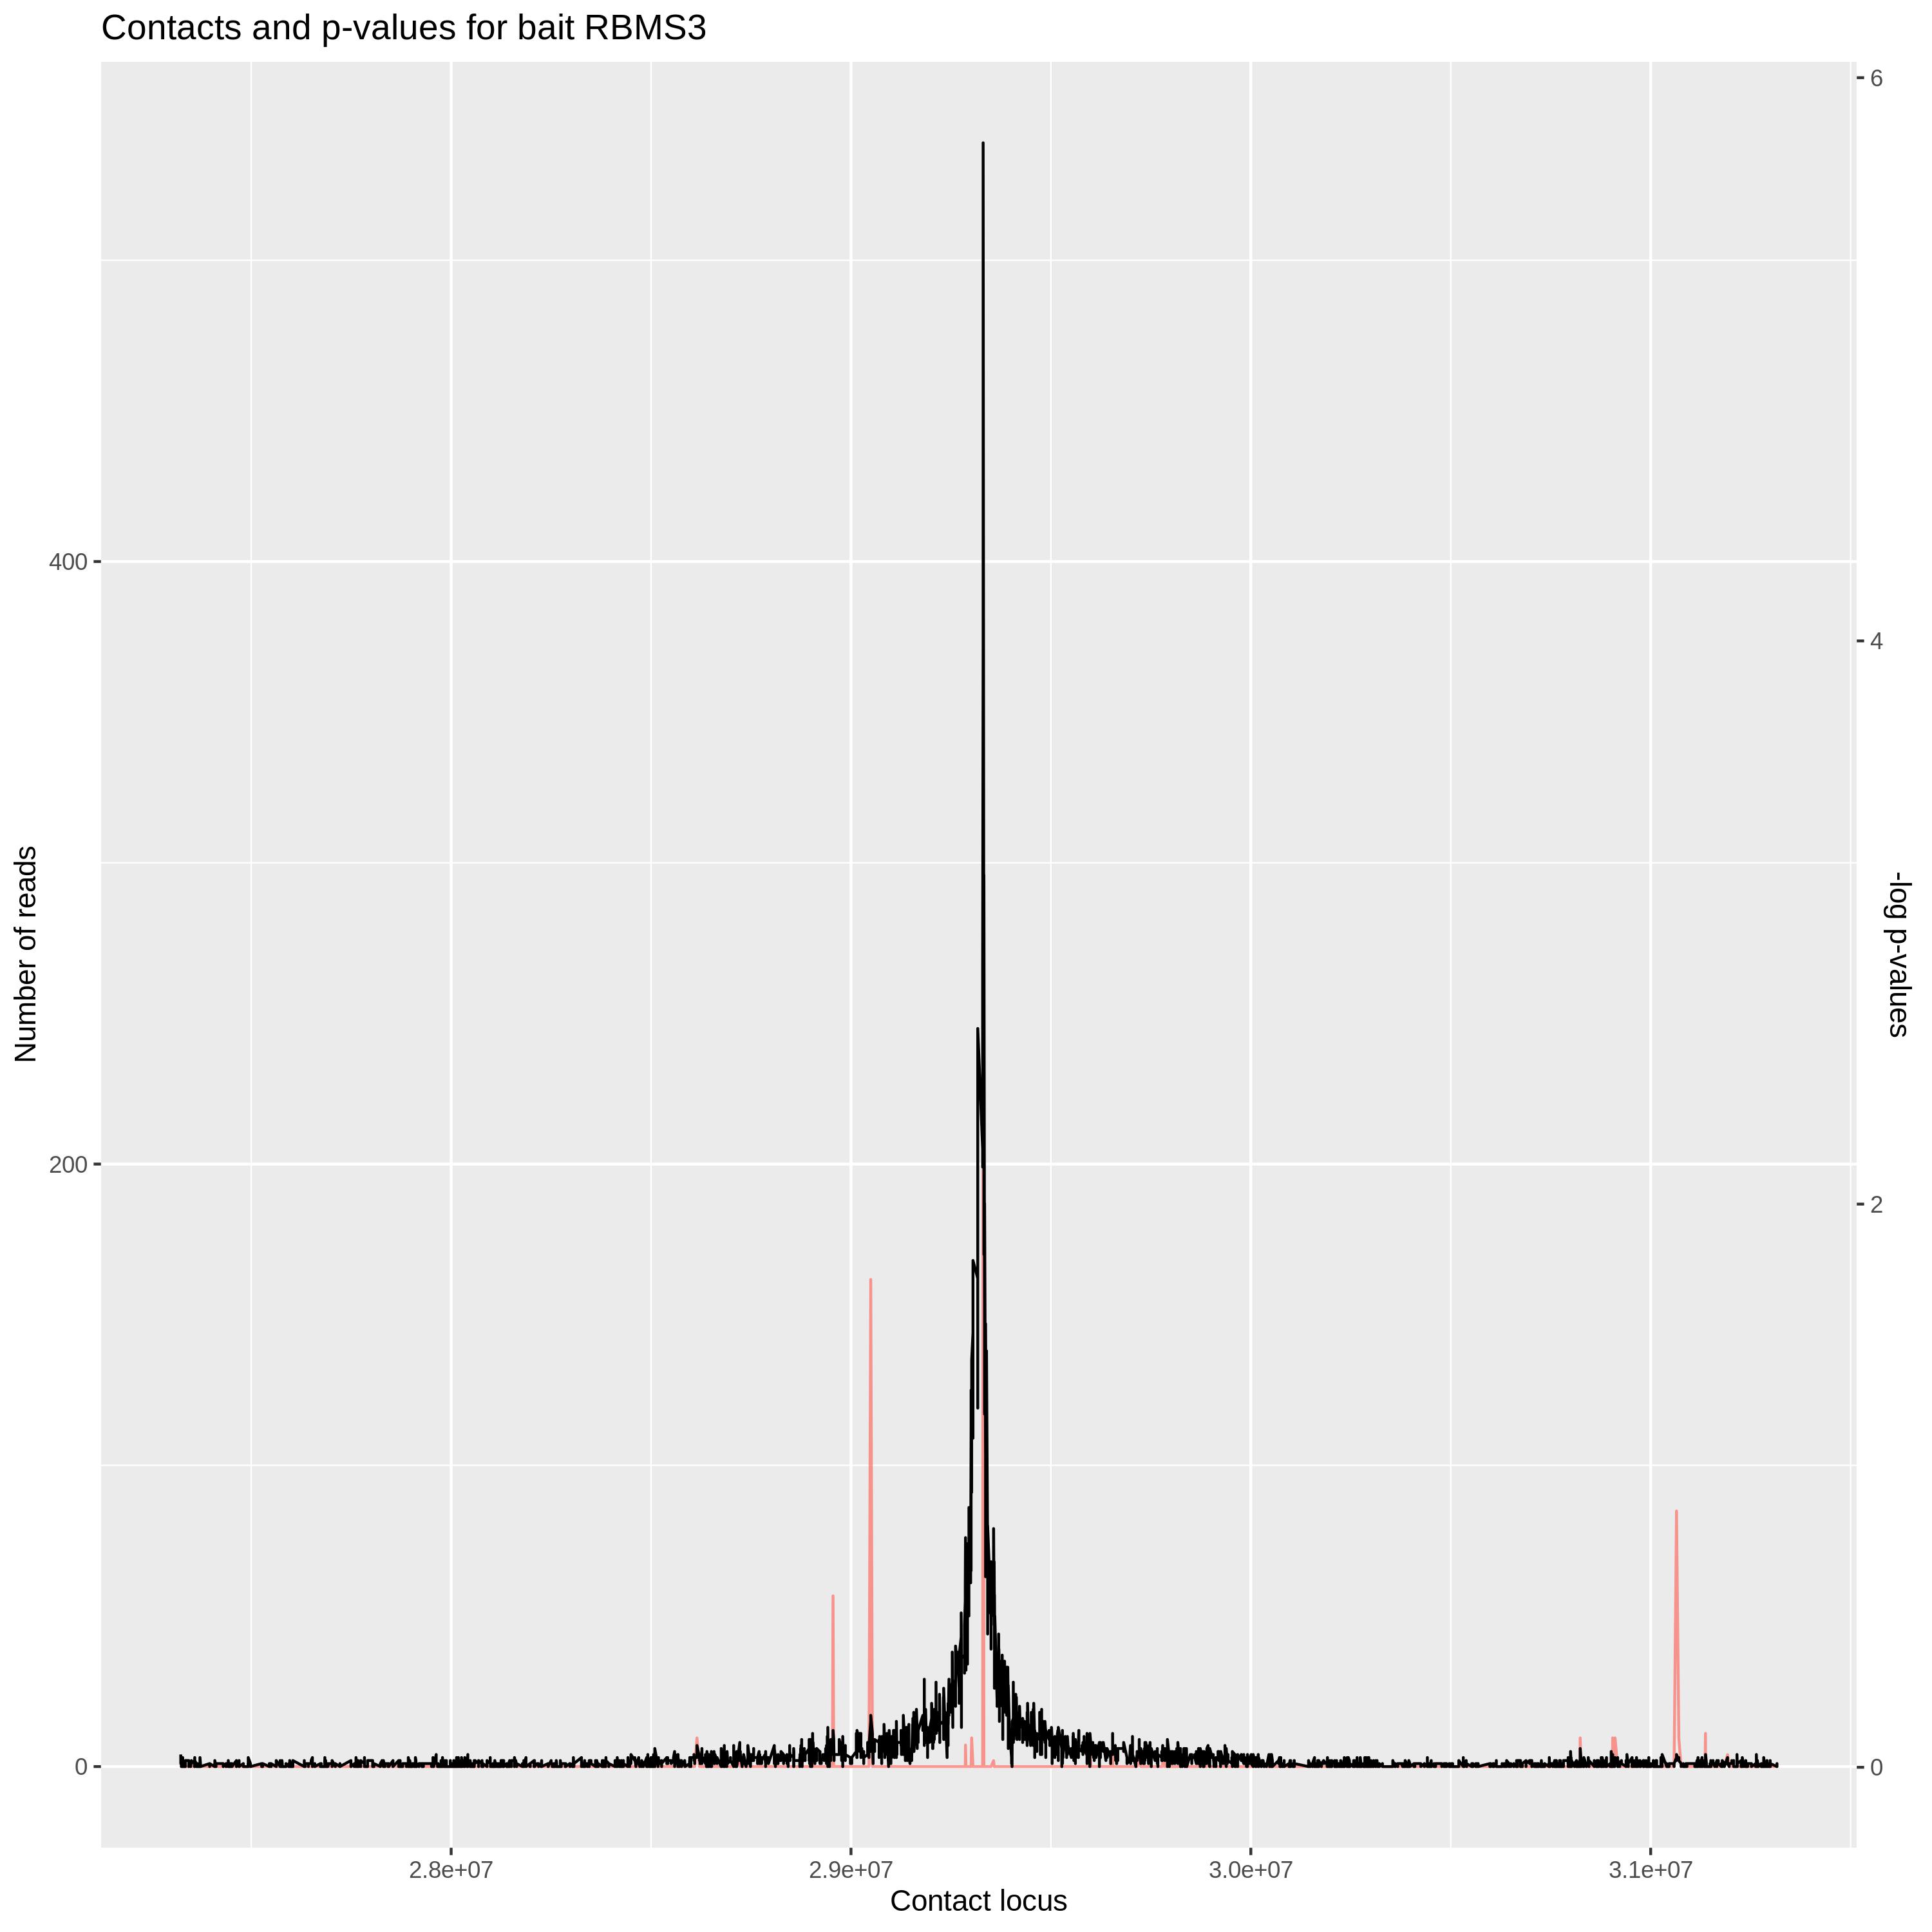 Contacts and p-values for bait RBMS3
6
400
4
Number of reads
-log p-values
200
2
0
0
2.8e+07
2.9e+07
3.0e+07
3.1e+07
Contact locus